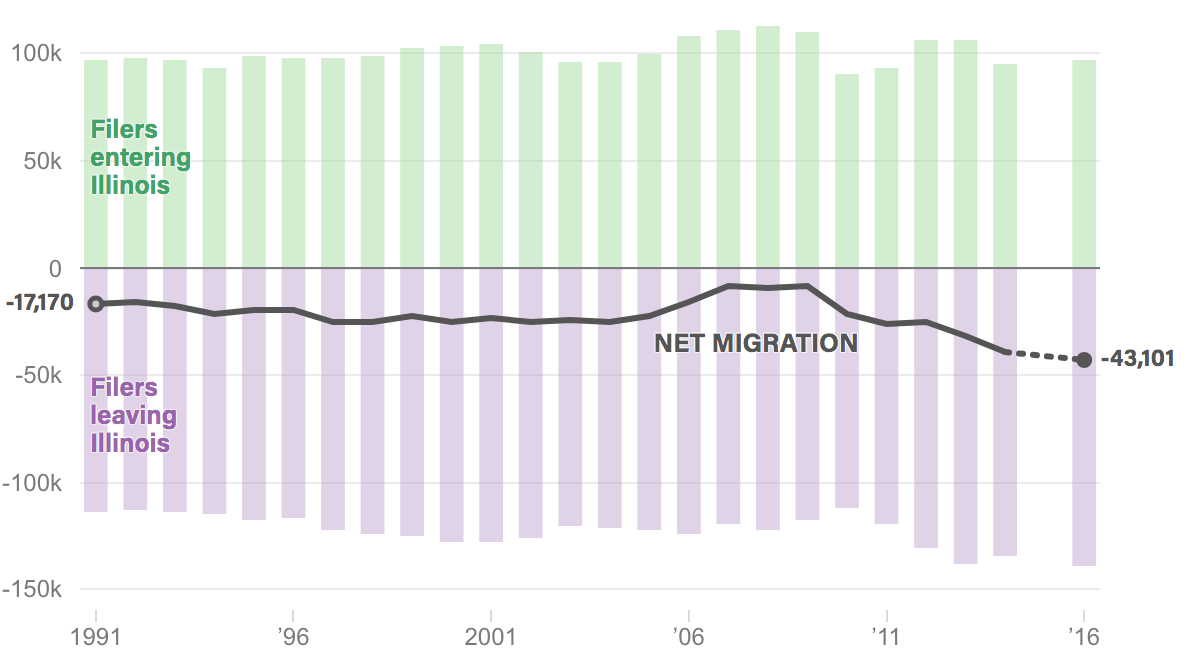 100k
Filers
entering
Illinois
50k
0
-17,170
NET MIGRATION
-43,101
-50k
Filers
leaving
Illinois
-100k
-150k
1991
’96
2001
’06
’11
’16